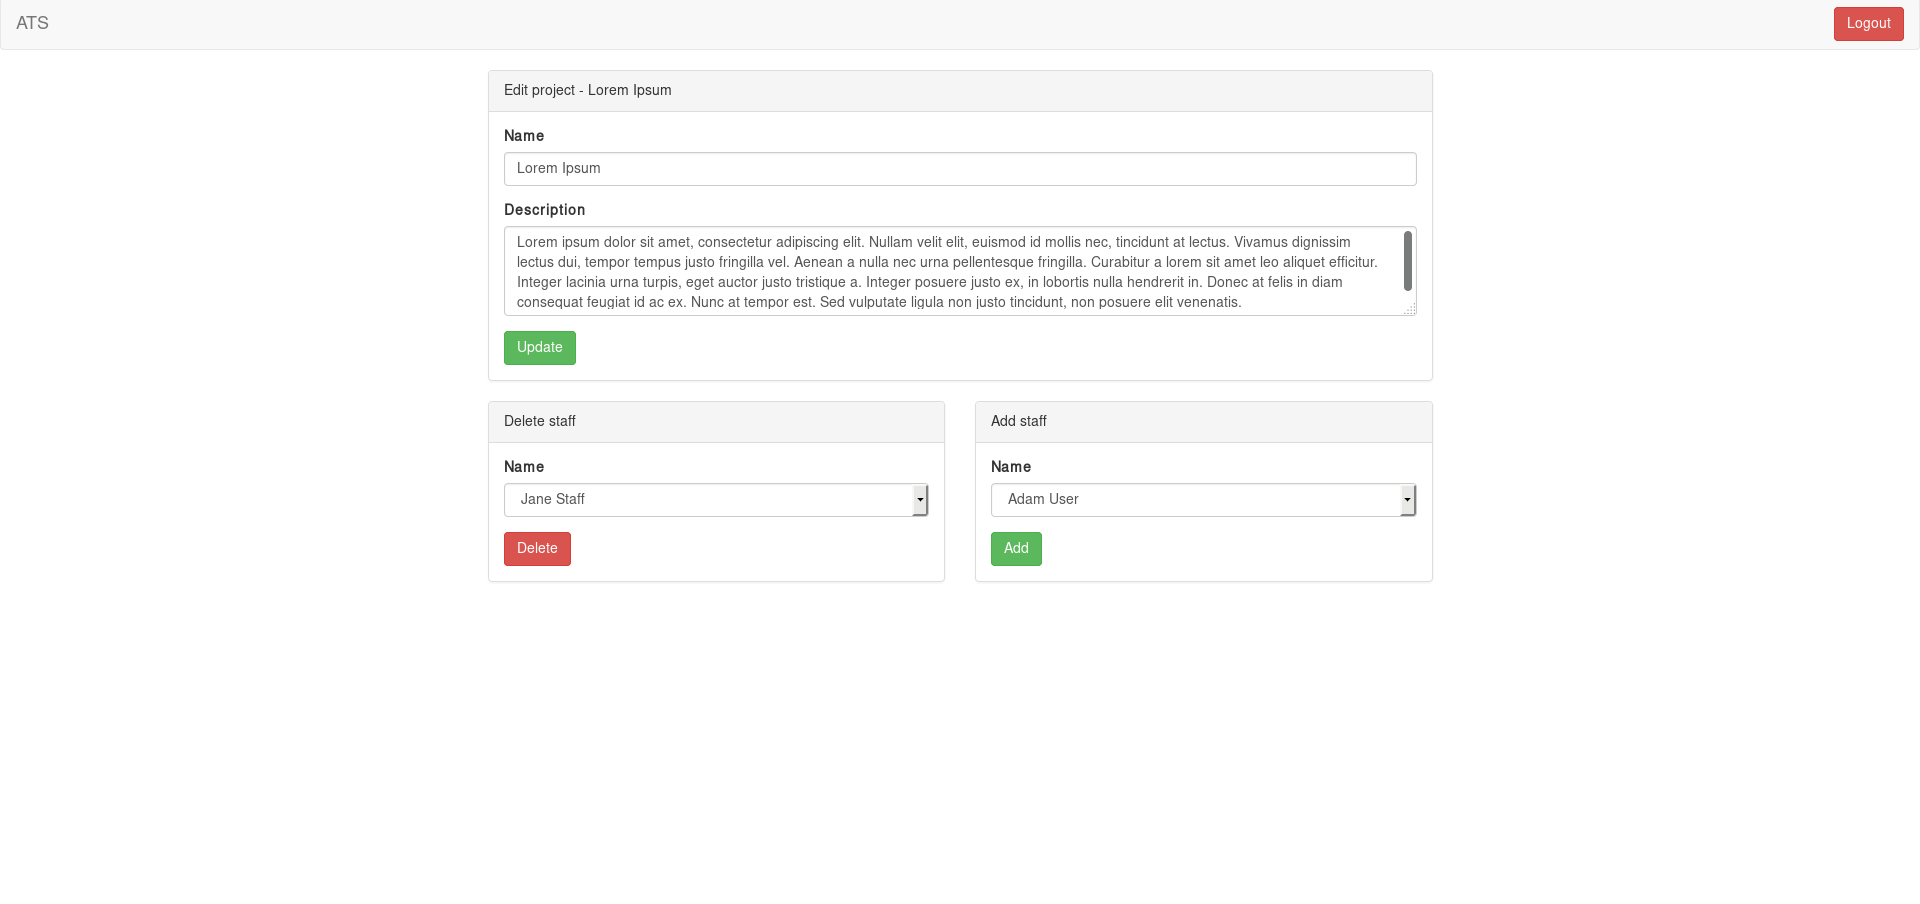 ATS
Logout
Edit project - Lorem Ipsum
Name
Lorem Ipsum
Description
Lorem ipsum dolor sit amet, consectetur adipiscing elit. Nullam velit elit, euismod id mollis nec, tincidunt at lectus. Vivamus dignissim
lectus dui, tempor tempus justo fringilla vel. Aenean a nulla nec urna pellentesque fringilla. Curabitur a lorem sit amet leo aliquet efficitur.
Integer lacinia urna turpis, eget auctor justo tristique a. Integer posuere justo ex, in lobortis nulla hendrerit in. Donec at felis in diam
consequat feugiat id ac ex. Nunc at tempor est. Sed vulputate ligula non justo tincidunt, non posuere elit venenatis.
Update
Delete staff
Name
Jane Staff
Delete
Add staff
Name
Adam User
Add